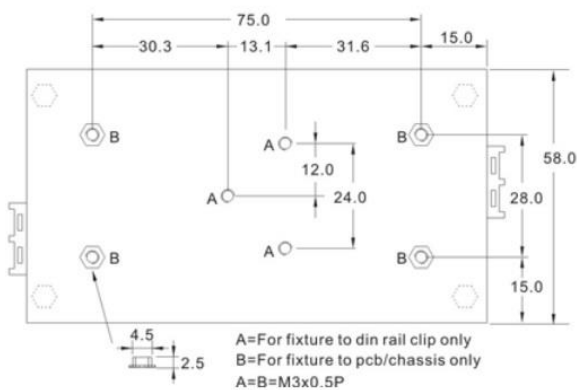 75.0
30.3 13.1 31.6 15.0
B A B
12.0
58.0
A 24.0 28.0
B A B
15.0
4.5
2.5
A=For fixture to din rail clip only
B=For fixture to pcb/chassis only
A=B=M3x0.5P